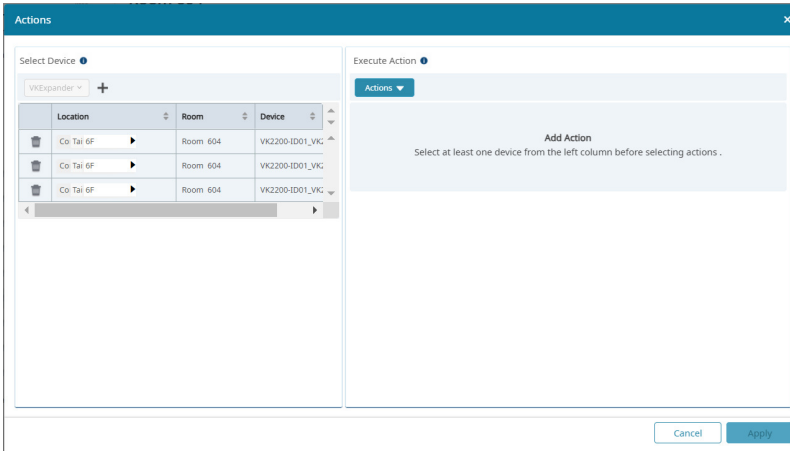 Actions
Select Device
VKExpander
Location Room Device
Co Tai 6F Room 604 VK2200-ID01_VK2
Co Tai 6F Room 604 VK2200-ID01_VK2
Co Tai 6F Room 604 VK2200-ID01_VK2
Execute Action
Actions
Add Action
Select at least one device from the left column before selecting actions .
Cancel Apply